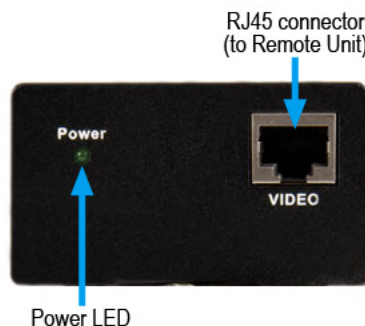 RJ45 connector
(to Remote Unit)
Power
VIDEO
Power LED